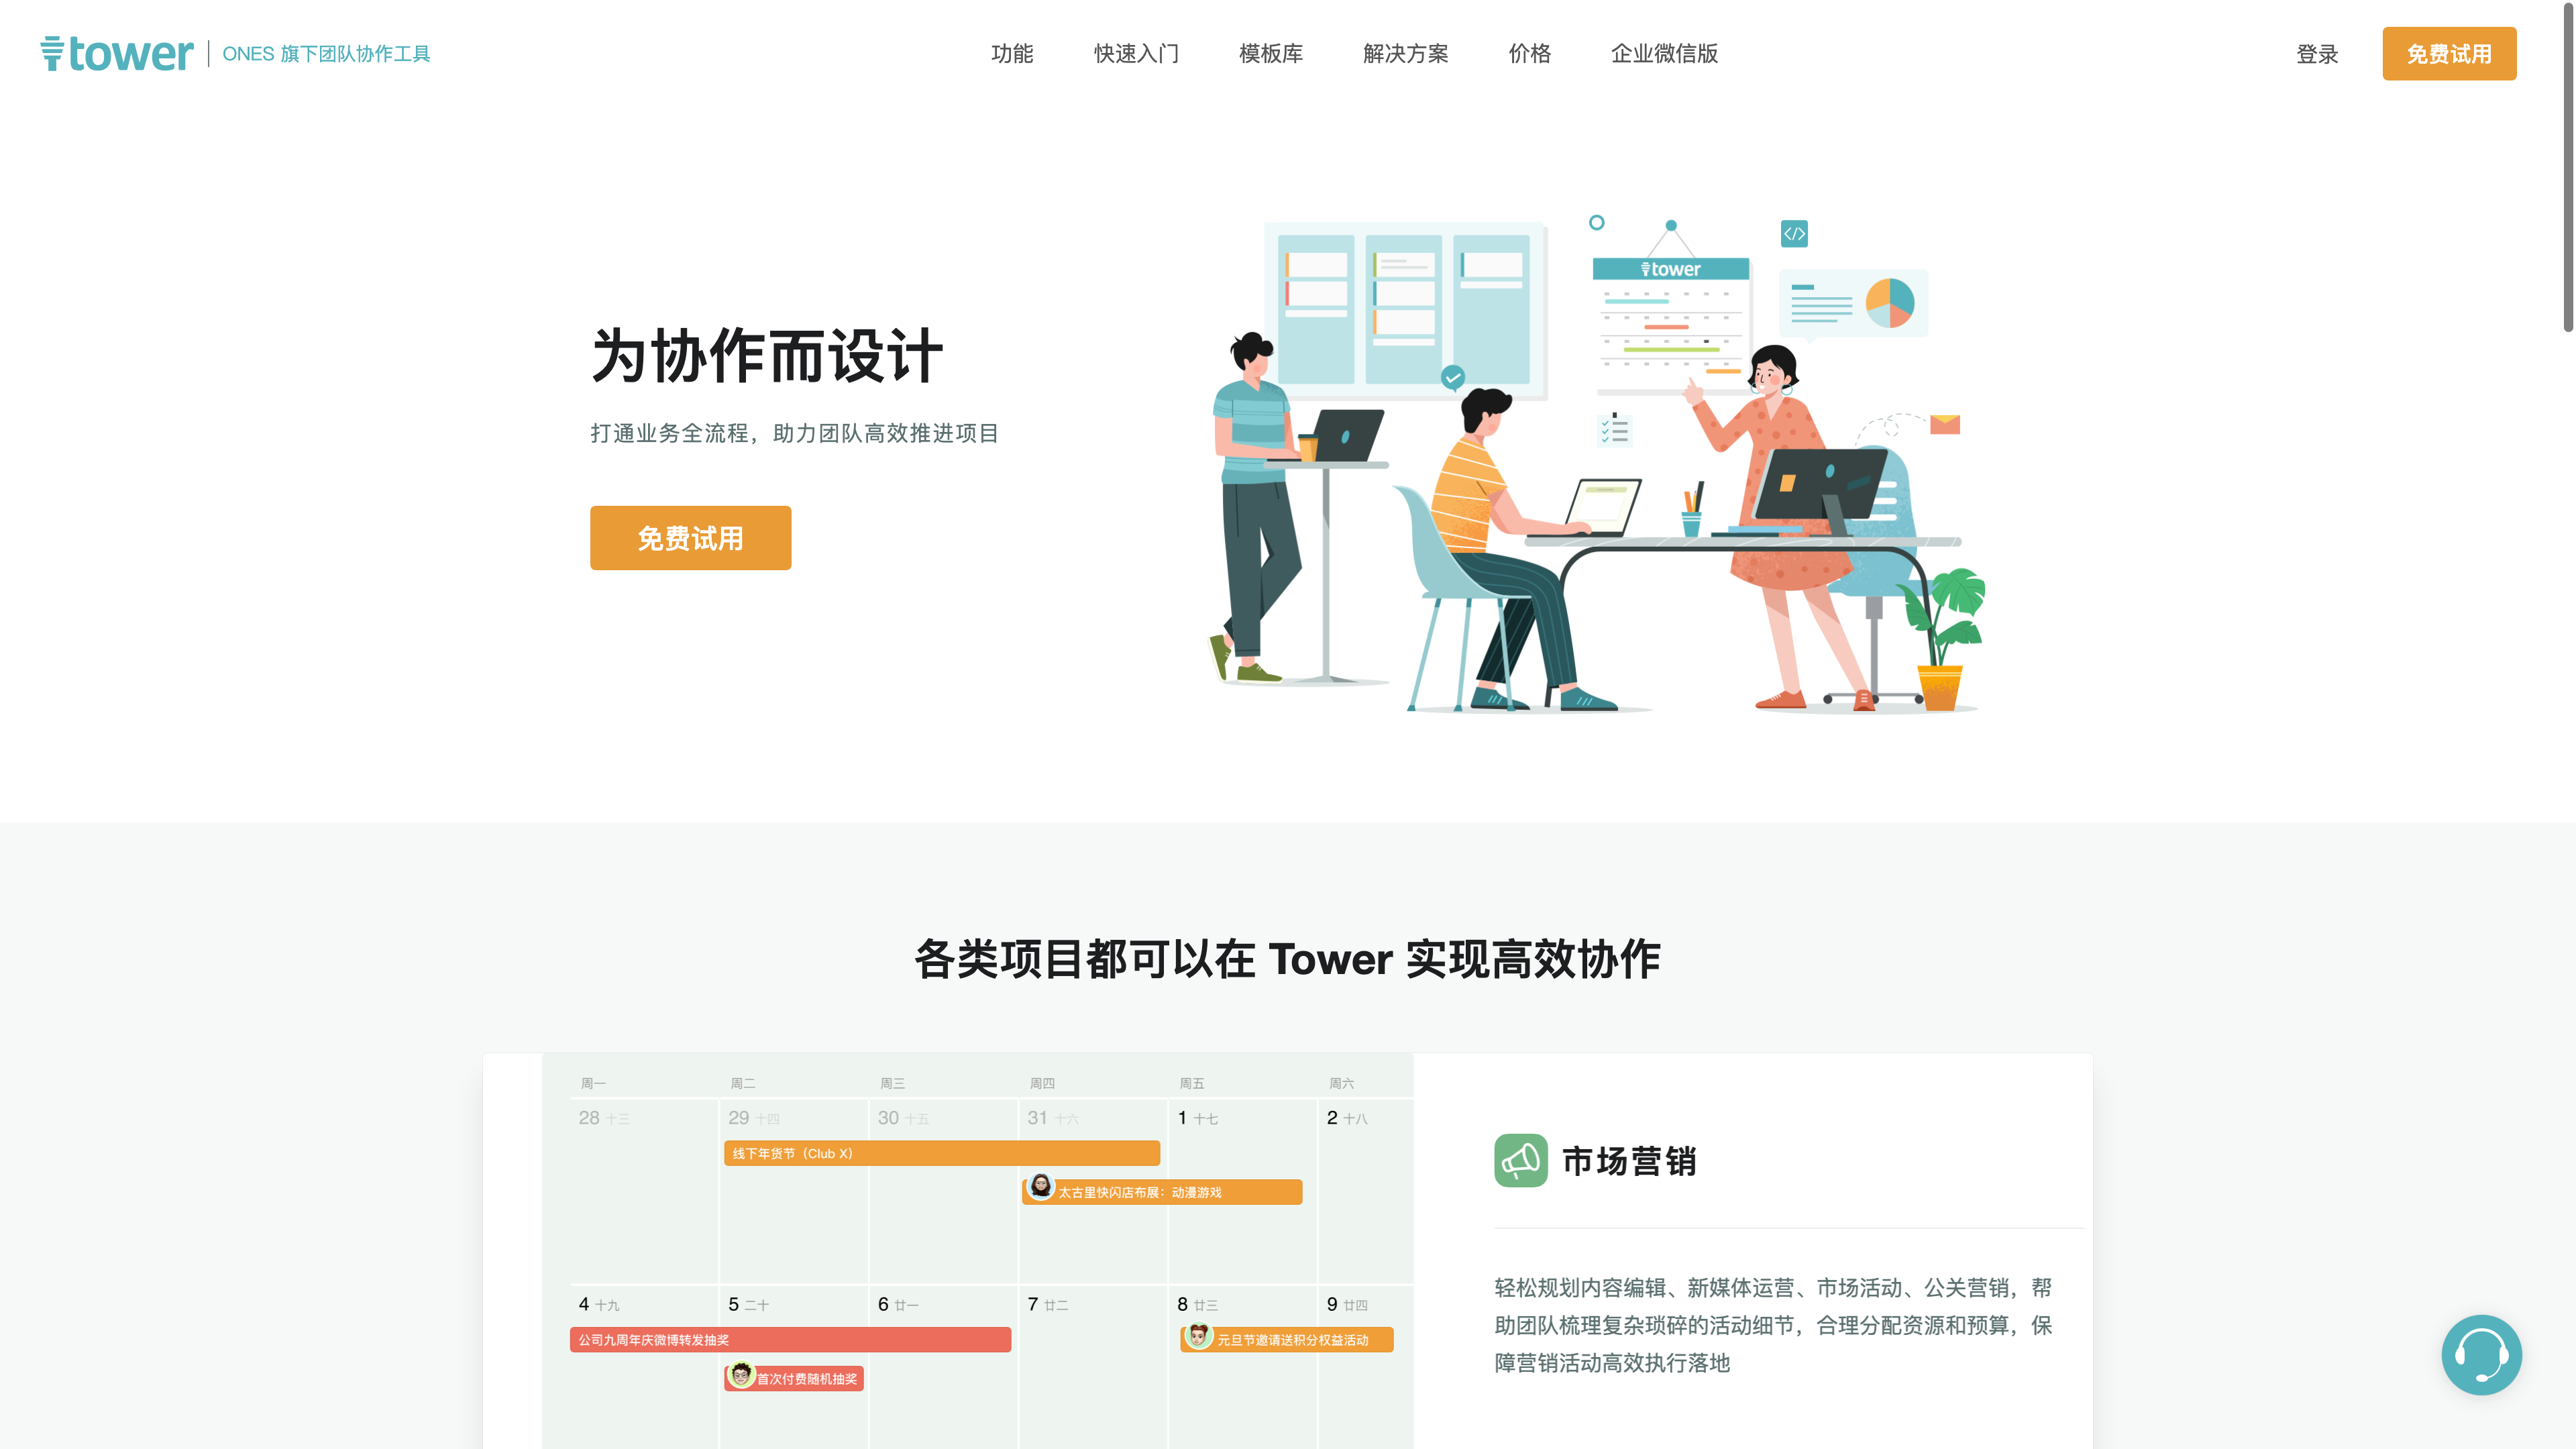 tower
ONES 旗下团队协作工具
功能
快速入门
模板库
解决方案
价格
企业微信版
登录
免费试用
tower
为协作而设计
打通业务全流程，助力团队高效推进项目
免费试用
各类项目都可以在 Tower 实现高效协作
周一
周二
周三
周四
周五
周六
28 十三
29 十四
30 十五
31 十六
1 十七
2 十八
线下年货节（Club X）
太古里快闪店布展：动漫游戏
4 十九
5 二十
6 廿一
7 廿二
8 廿三
9 廿四
公司九周年庆微博转发抽奖
元旦节邀请送积分权益活动
首次付费随机抽奖
市场营销
轻松规划内容编辑、新媒体运营、市场活动、公关营销，帮
助团队梳理复杂琐碎的活动细节，合理分配资源和预算，保
障营销活动高效执行落地